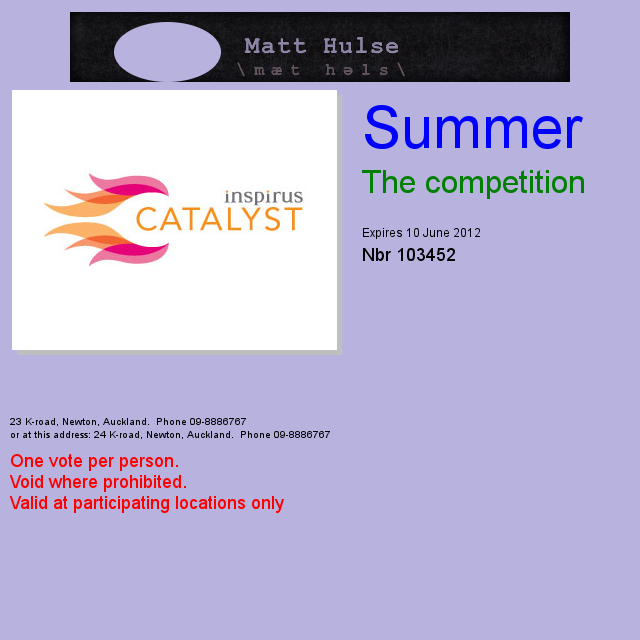 Matt Hulse
\mæt həls\
inspirus
CATALYST
Summer
The competition
Expires 10 June 2012
Nbr 103452
23 K-road, Newton, Auckland.  Phone 09-8886767
or at this address: 24 K-road, Newton, Auckland.  Phone 09-8886767
One vote per person.
Void where prohibited.
Valid at participating locations only